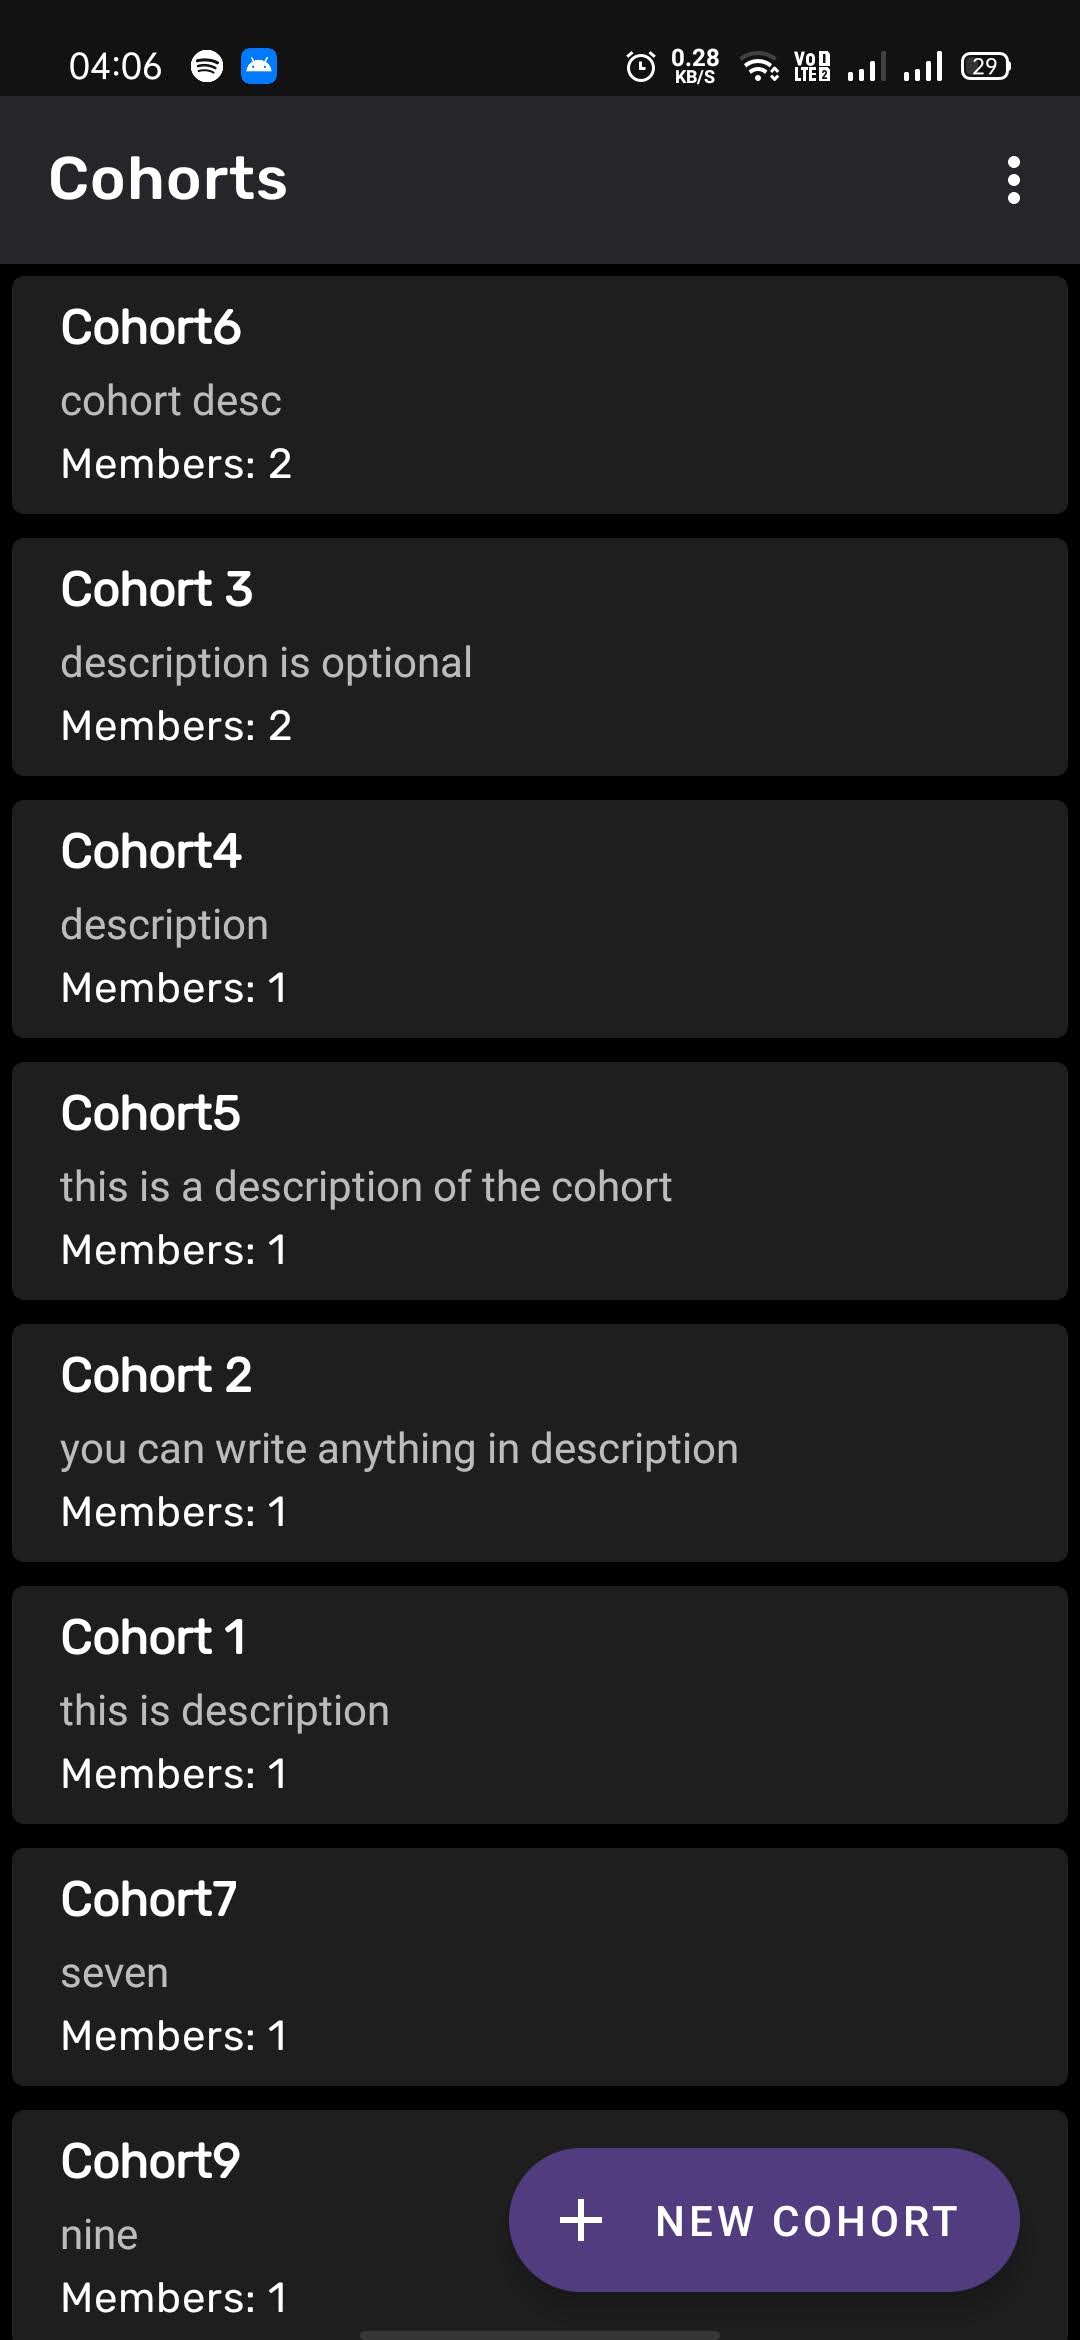 04:06
0.28
KB/S
VoD
LTE 2
29
Cohorts
Cohort6
cohort desc
Members: 2
Cohort 3
description is optional
Members: 2
Cohort4
description
Members: 1
Cohort5
this is a description of the cohort
Members: 1
Cohort 2
you can write anything in description
Members: 1
Cohort 1
this is description
Members: 1
Cohort7
seven
Members: 1
Cohort9
nine
Members: 1
NEW COHORT